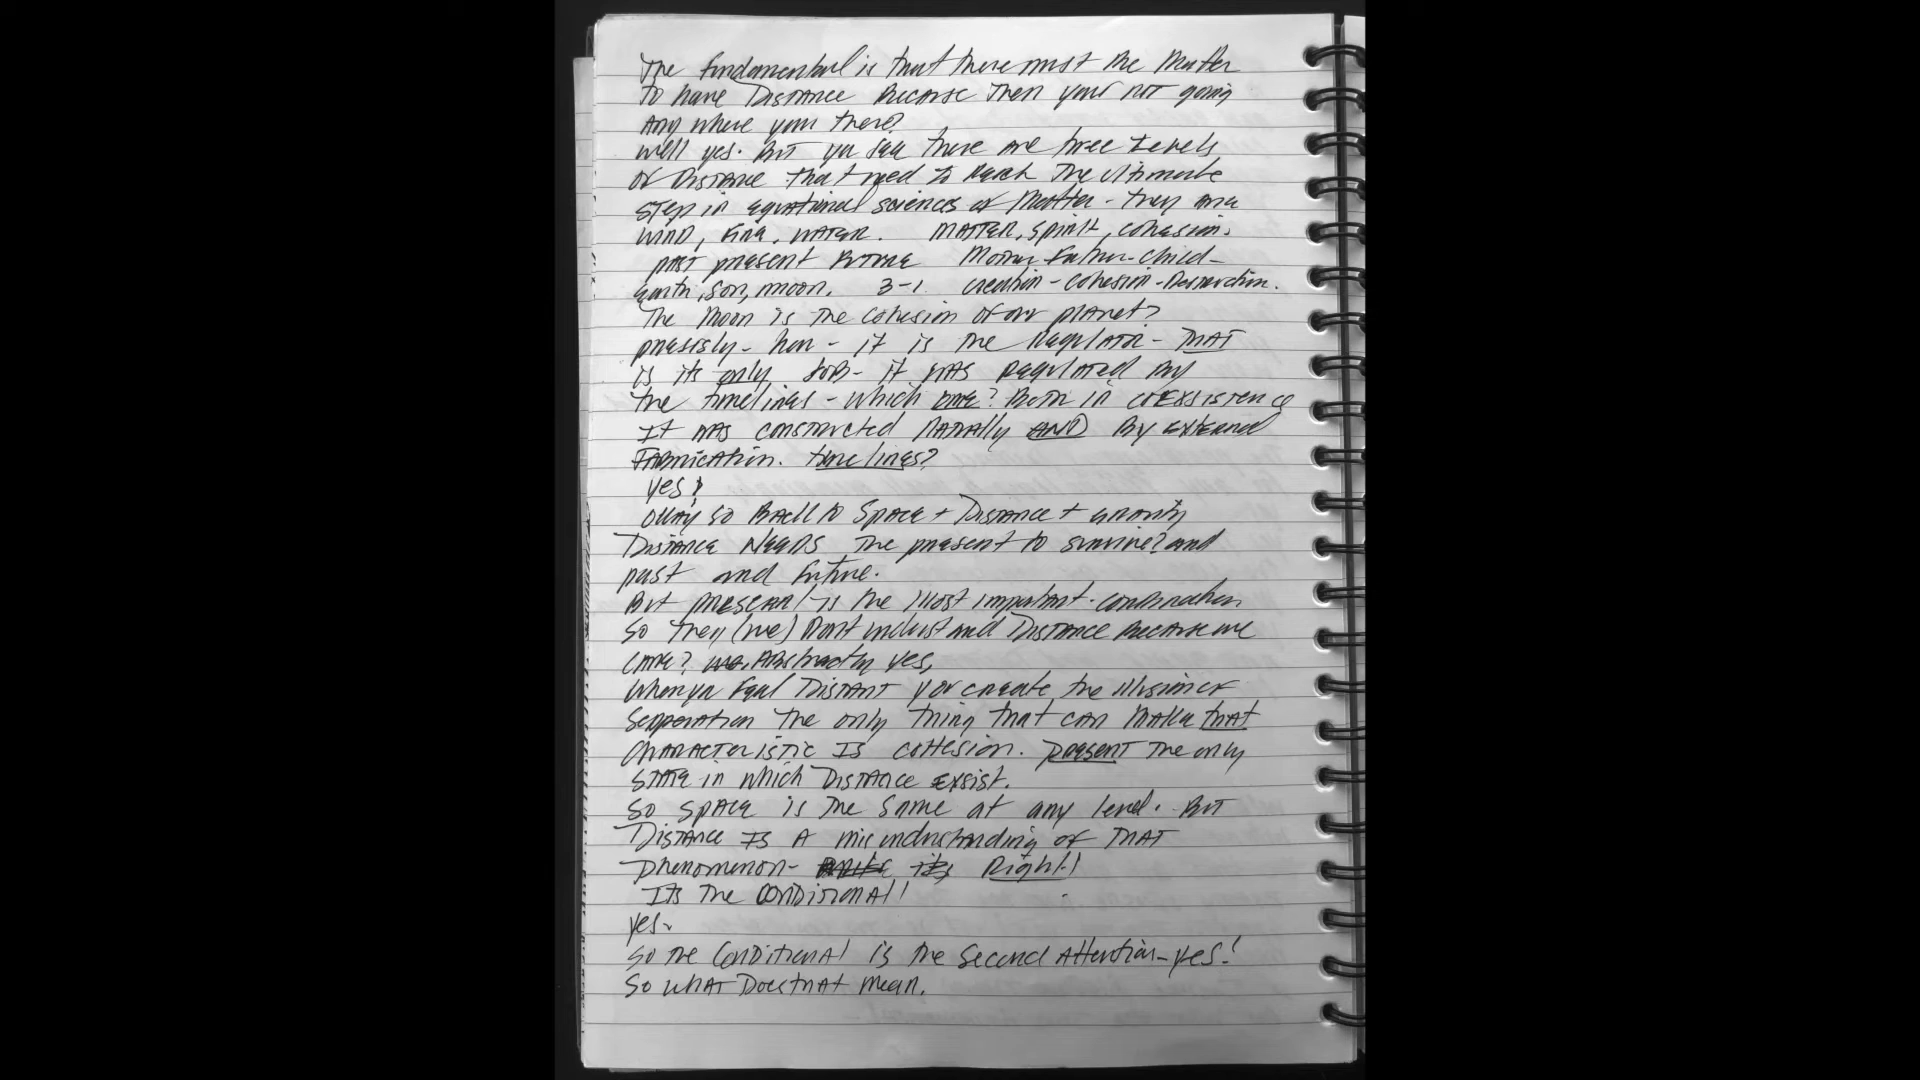 The fundamental is that there must be Matter
to have Distance Because Then your not going
Any where your there?
well yes. But you see there are three Levels
of Distance that need to Reach The ultimate
step in equational sciences of Matter - they are
WIND, Fire, WATER. MATTER, spirit, cohesion.
past present Future Mother-Father-Child-
Earth, son, moon. 3-1 creation - cohesion - Destruction.
The Moon is the cohesion of our planet?
presisly - how - it is the Regulator - THAT
is its only JOB - it WAS Regulated By
the timelines - which one? Both in coExsistence
It WAS constructed AND By External
FABrication. timelines?
yes!
okay so Back to Space + Distance + Gravity
Distance NeeDs The present to survive? and
past and Future.
But present is the Most important.
So they (we) Dont understand Distance Because we
care? Abstractly yes,
When you Feel Distant you create the illusion of
Sepperation The only thing that can Make that
CHARACTERISTIC IS coHesion. present The only
state in which Distance Exsist.
So space is The Same at any level. But
Distance Is A misunderstanding of THAT
phenomenon- its Right!
Its The ConDitional!
yes.
So the ConDitional is the Second Attention - yes!
So WHAT Does that Mean.